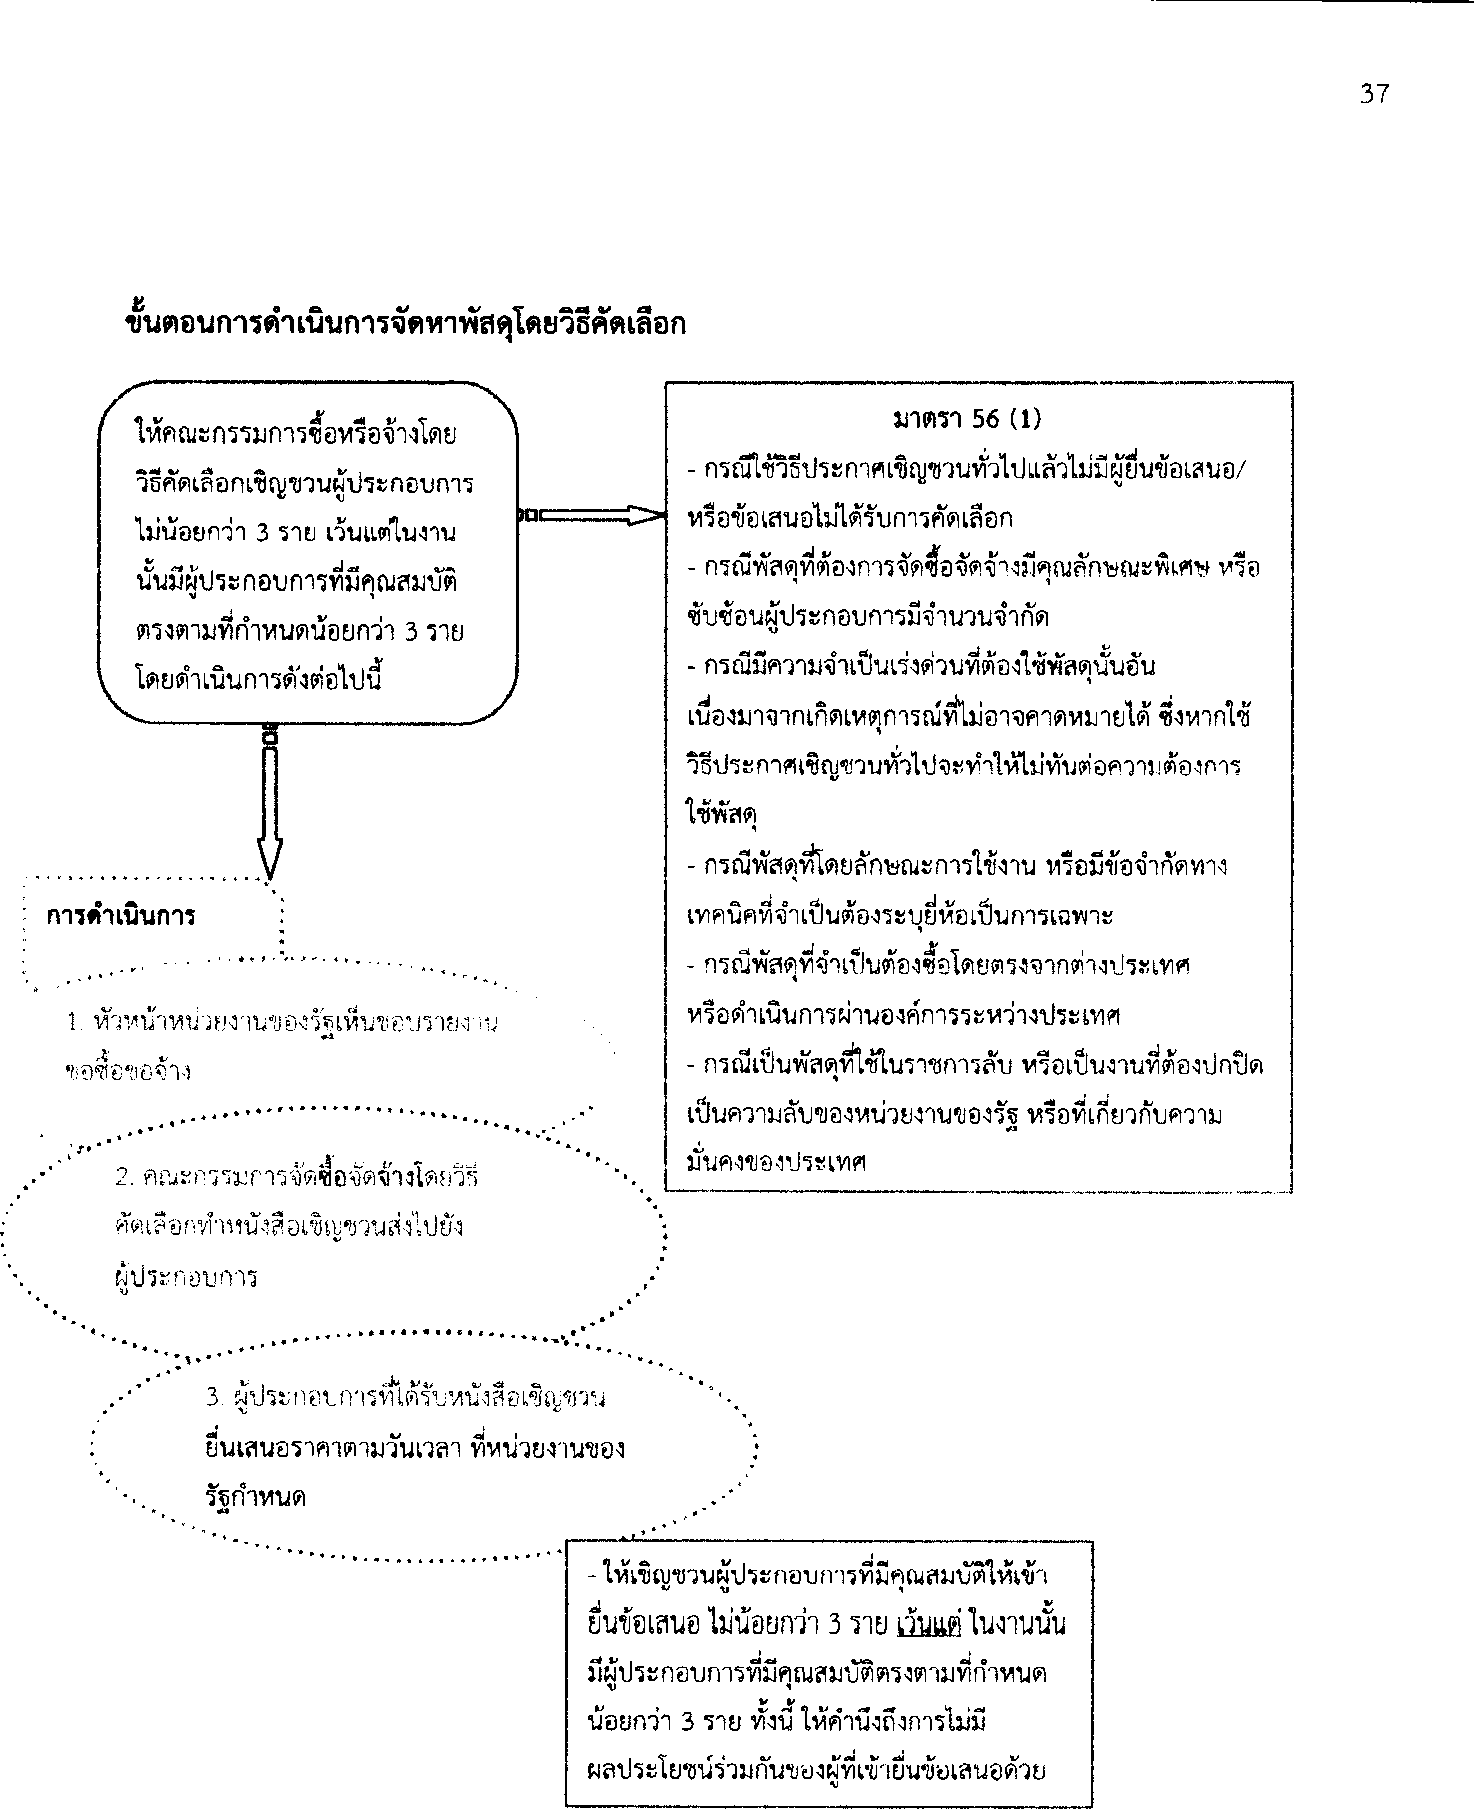 37
ขั้นตอนการดำเนินการจัดหาพัสดุโดยวิธีคัดเลือก
ให้คณะกรรมการซื้อหรือจ้างโดย
วิธีคัดเลือกเชิญชวนผู้ประกอบการ
ไม่น้อยกว่า 3 ราย เว้นแต่ในงาน
นั้นมีผู้ประกอบการที่มีคุณสมบัติ
ตรงตามที่กำหนดน้อยกว่า 3 ราย
โดยดำเนินการดังต่อไปนี้
มาตรา 56 (1)
- กรณีใช้วิธีประกาศเชิญชวนทั่วไปแล้วไม่มีผู้ยื่นข้อเสนอ/
หรือข้อเสนอไม่ได้รับการคัดเลือก
- กรณีพัสดุที่ต้องการจัดซื้อจัดจ้างมีคุณลักษณะพิเศษ หรือ
ซับซ้อนผู้ประกอบการมีจำนวนจำกัด
- กรณีมีความจำเป็นเร่งด่วนที่ต้องใช้พัสดุนั้นอัน
เนื่องมาจากเกิดเหตุการณ์ที่ไม่อาจคาดหมายได้ ซึ่งหากใช้
วิธีประกาศเชิญชวนทั่วไปจะทำให้ไม่ทันต่อความต้องการ
ใช้พัสดุ
- กรณีพัสดุที่โดยลักษณะการใช้งาน หรือมีข้อจำกัดทาง
เทคนิคที่จำเป็นต้องระบุยี่ห้อเป็นการเฉพาะ
- กรณีพัสดุที่จำเป็นต้องซื้อโดยตรงจากต่างประเทศ
หรือดำเนินการผ่านองค์การระหว่างประเทศ
- กรณีเป็นพัสดุที่ใช้ในราชการลับ หรือเป็นงานที่ต้องปกปิด
เป็นความลับของหน่วยงานของรัฐ หรือที่เกี่ยวกับความ
มั่นคงของประเทศ
การดำเนินการ
1. หัวหน้าหน่วยงานของรัฐเห็นชอบรายงาน
ขอซื้อขอจ้าง
2. คณะกรรมการจัดซื้อจัดจ้างโดยวิธี
คัดเลือกทำหนังสือเชิญชวนส่งไปยัง
ผู้ประกอบการ
3. ผู้ประกอบการที่ได้รับหนังสือเชิญชวน
ยื่นเสนอราคาตามวันเวลา ที่หน่วยงานของ
รัฐกำหนด
- ให้เชิญชวนผู้ประกอบการที่มีคุณสมบัติให้เข้า
ยื่นข้อเสนอ ไม่น้อยกว่า 3 ราย เว้นแต่ ในงานนั้น
มีผู้ประกอบการที่มีคุณสมบัติตรงตามที่กำหนด
น้อยกว่า 3 ราย ทั้งนี้ ให้คำนึงถึงการไม่มี
ผลประโยชน์ร่วมกันของผู้ที่เข้ายื่นข้อเสนอด้วย